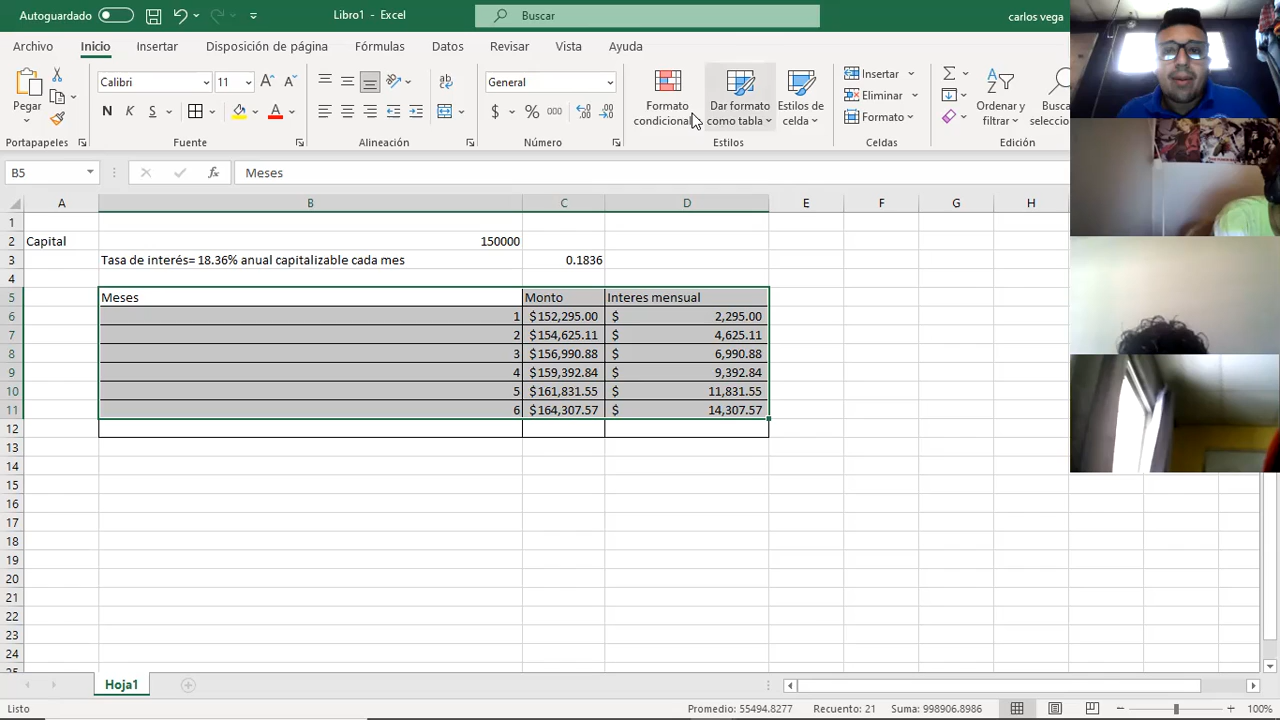 Autoguardado
Libro1 - Excel
Buscar
carlos vega
Archivo
Inicio
Insertar
Disposición de página
Fórmulas
Datos
Revisar
Vista
Ayuda
Pegar
Calibri
11
N K
General
$ % 000
Formato condicional
Dar formato como tabla
Estilos de celda
Insertar
Eliminar
Formato
Ordenar y filtrar
Portapapeles
Fuente
Alineación
Número
Estilos
Celdas
Edición
B5
fx
Meses
A B C D E F G H
1
2 Capital 150000
3 Tasa de interés= 18.36% anual capitalizable cada mes 0.1836
4
5 Meses Monto Interes mensual
6 1 $152,295.00 $ 2,295.00
7 2 $154,625.11 $ 4,625.11
8 3 $156,990.88 $ 6,990.88
9 4 $159,392.84 $ 9,392.84
10 5 $161,831.55 $ 11,831.55
11 6 $164,307.57 $ 14,307.57
12
13
14
15
16
17
18
19
20
21
22
23
24
Hoja1
Listo
Promedio: 55494.8277
Recuento: 21
Suma: 998906.8986
100%